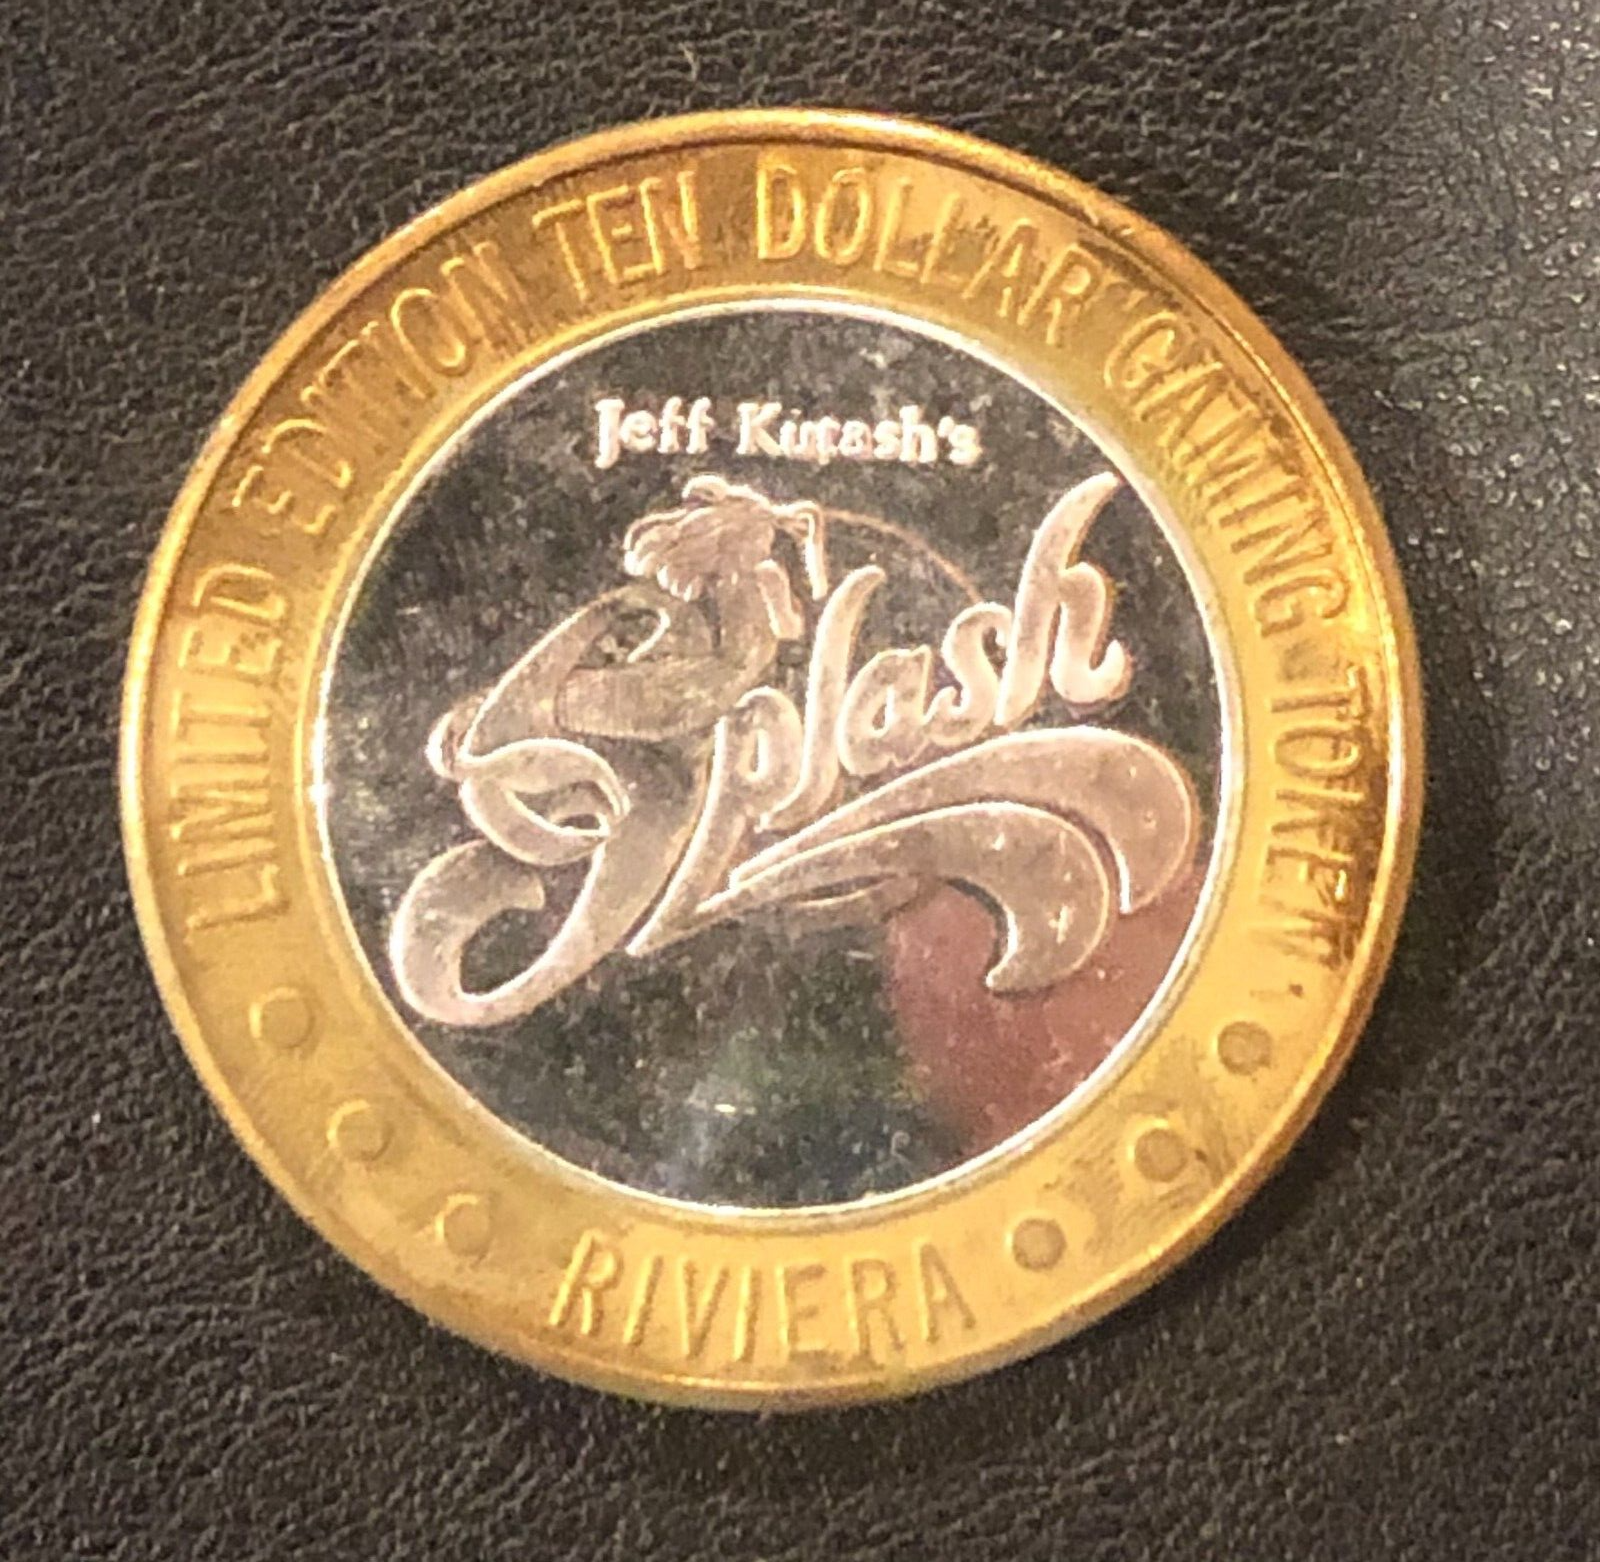 LIMITED EDITION TEN DOLLAR GAMING TOKEN
Jeff Kutash's
Splash
RIVIERA